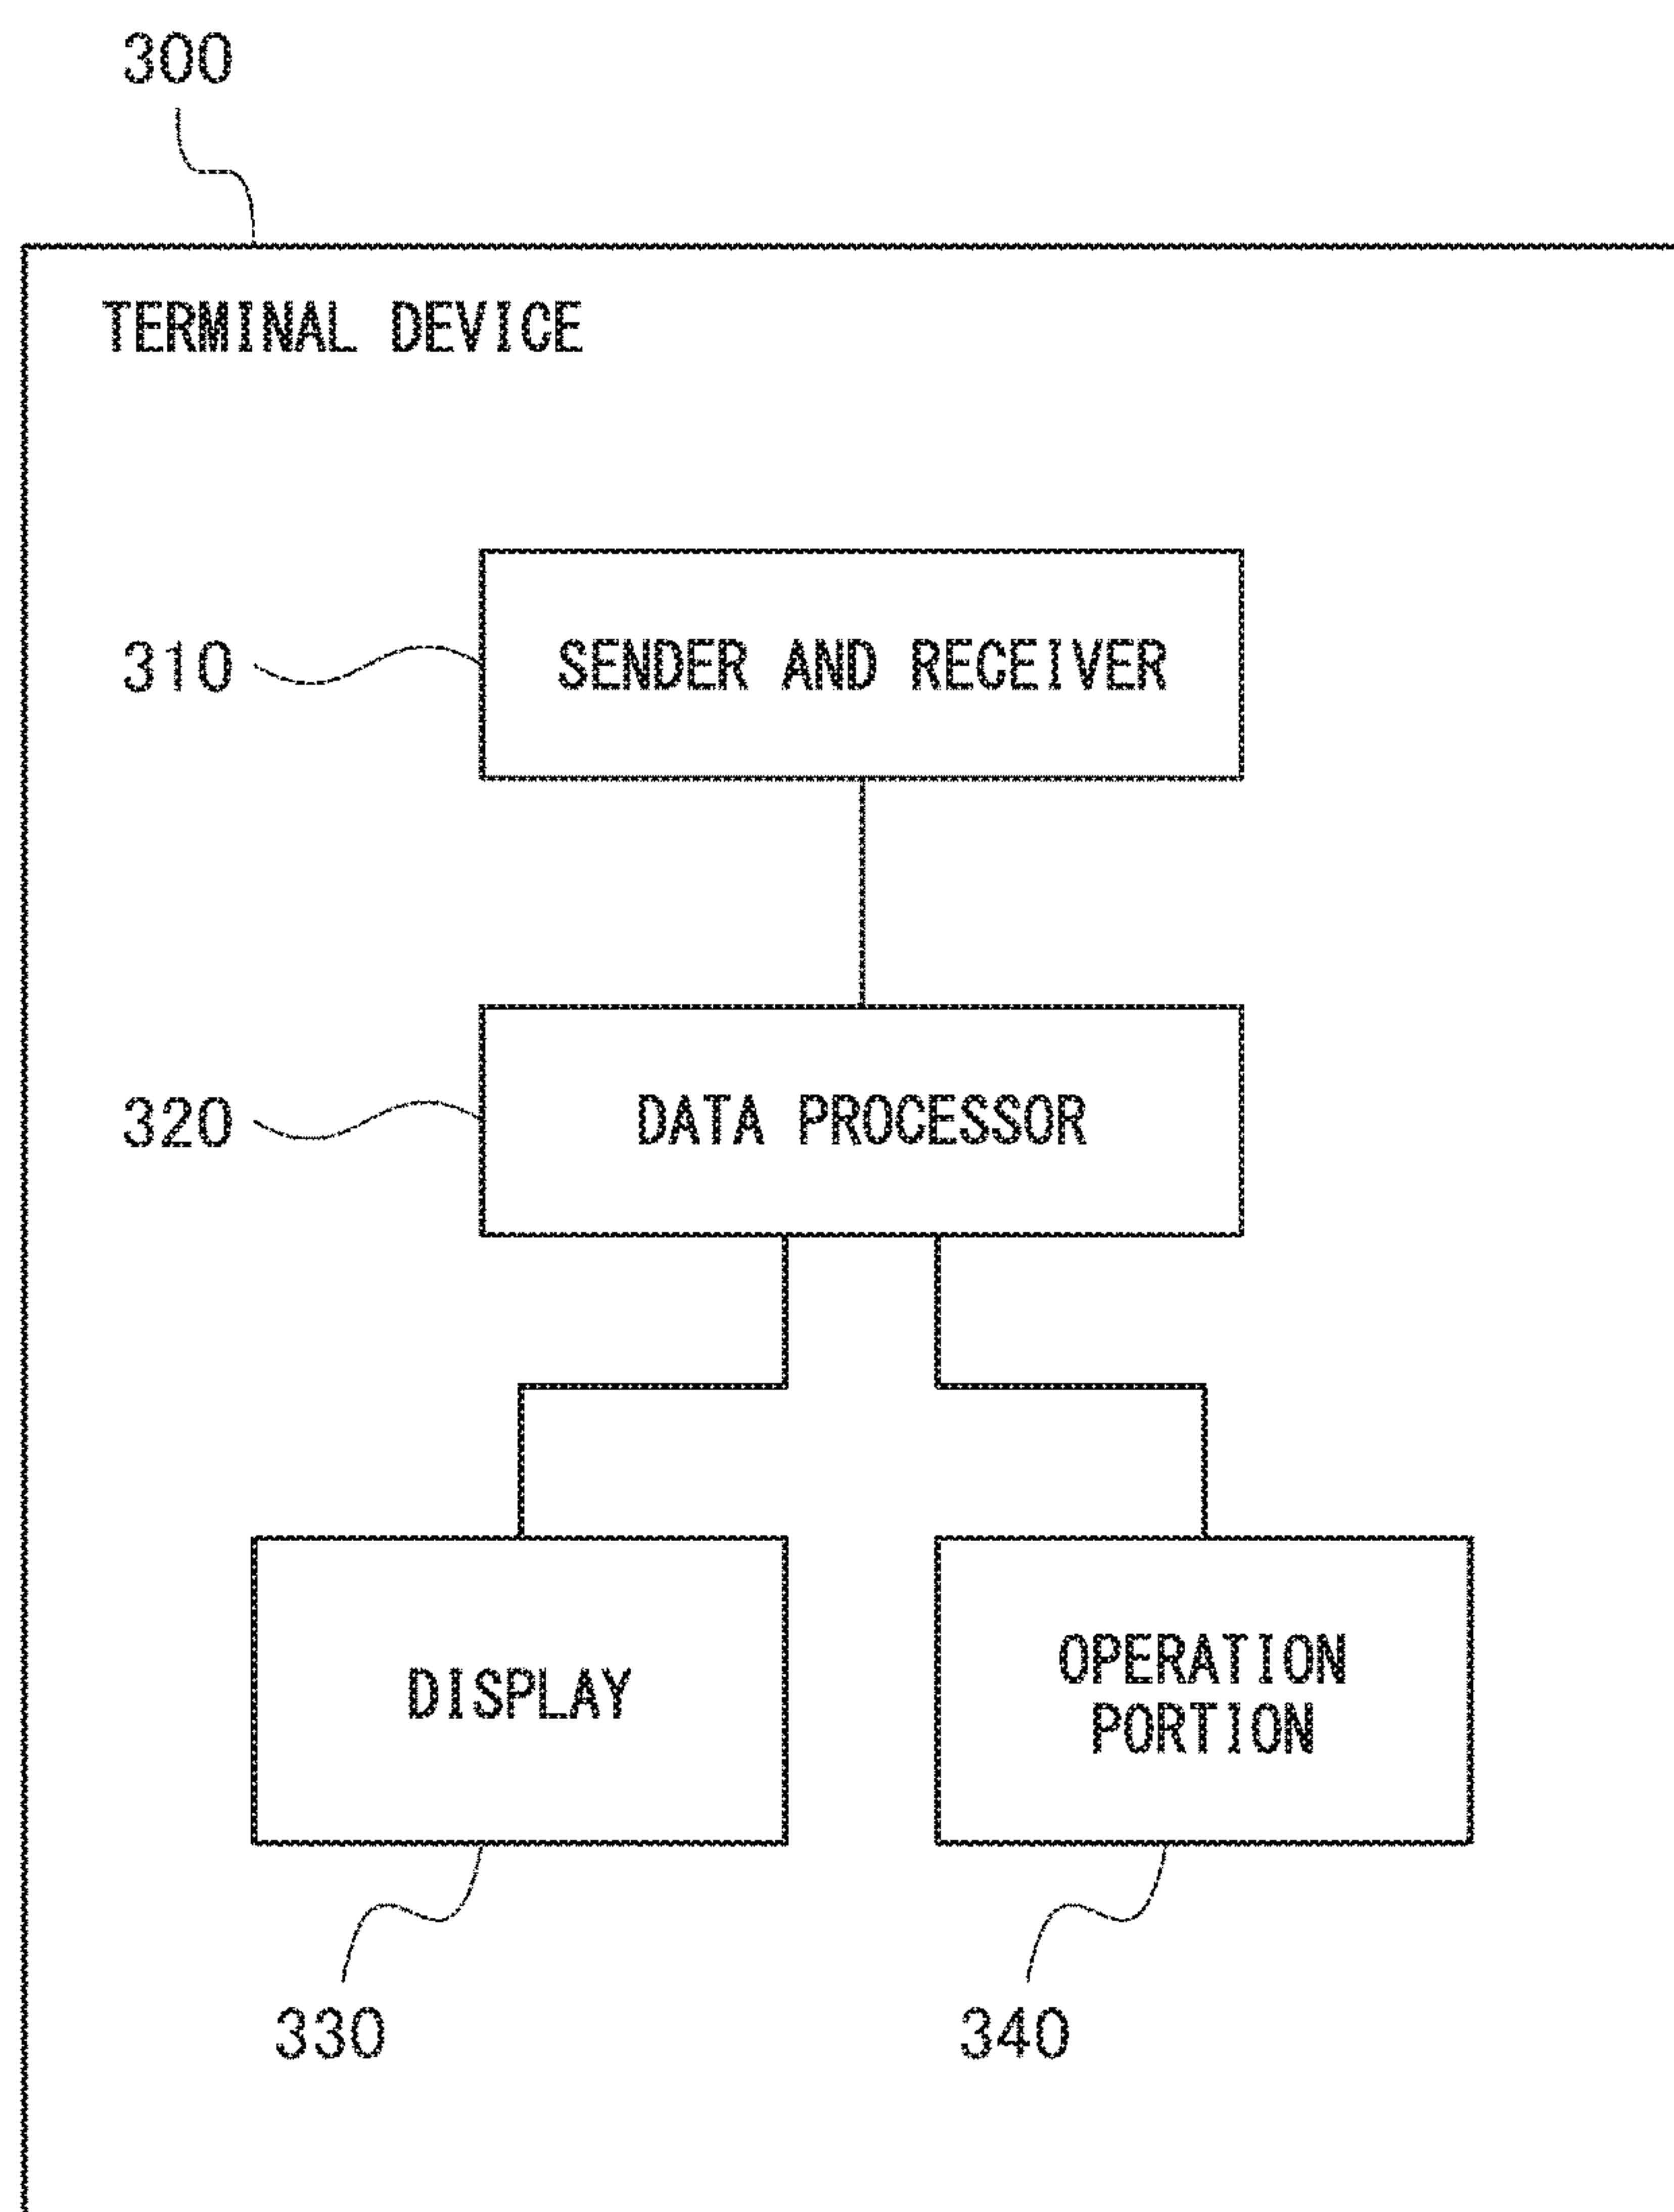 300
TERMINAL DEVICE
310
SENDER AND RECEIVER
320
DATA PROCESSOR
DISPLAY
OPERATION
PORTION
330
340